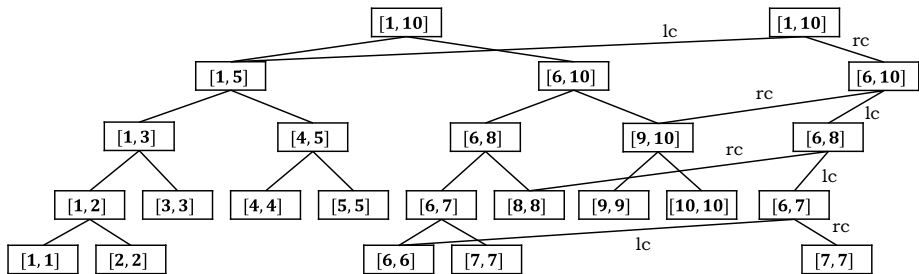 [1, 10] [1, 10]
lc rc
[1, 5] [6, 10] [6, 10]
rc lc
[1, 3] [4, 5] [6, 8] [9, 10] [6, 8]
rc lc
[1, 2] [3, 3] [4, 4] [5, 5] [6, 7] [8, 8] [9, 9] [10, 10] [6, 7]
lc rc
[1, 1] [2, 2] [6, 6] [7, 7] [7, 7]